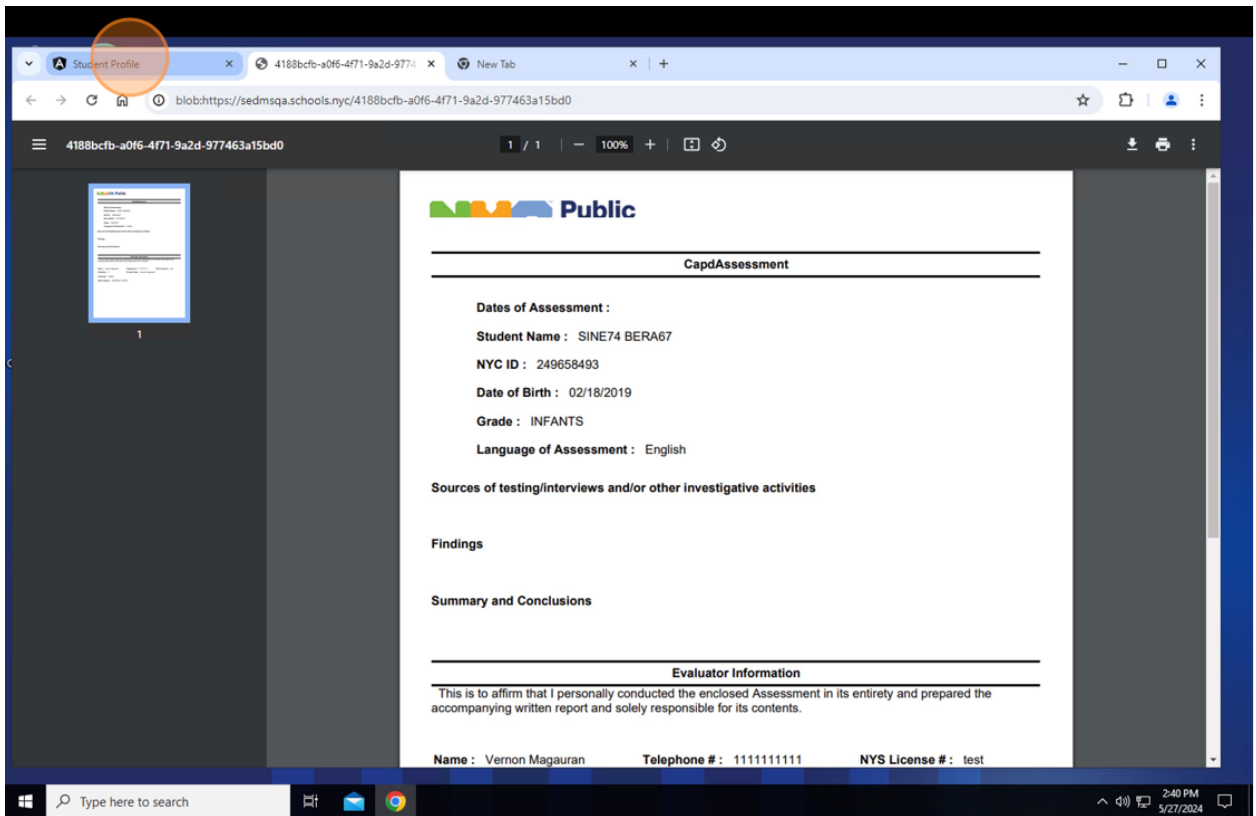 Student Profile
4188bcfb-a0f6-4f71-9a2d-9774
New Tab
blob:https://sedmsqa.schools.nyc/4188bcfb-a0f6-4f71-9a2d-977463a15bd0
4188bcfb-a0f6-4f71-9a2d-977463a15bd0
1 / 1
100%
1
Public
CapdAssessment
Dates of Assessment :
Student Name : SINE74 BERA67
NYC ID : 249658493
Date of Birth : 02/18/2019
Grade : INFANTS
Language of Assessment : English
Sources of testing/interviews and/or other investigative activities
Findings
Summary and Conclusions
Evaluator Information
This is to affirm that I personally conducted the enclosed Assessment in its entirety and prepared the
accompanying written report and solely responsible for its contents.
Name : Vernon Magauran Telephone # : 1111111111 NYS License # : test
Type here to search
2:40 PM
5/27/2024